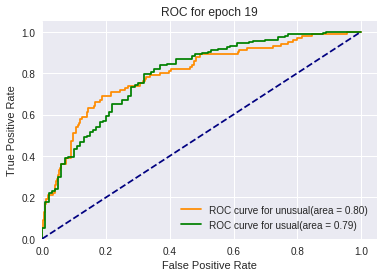 ROC for epoch 19
True Positive Rate
1.0
0.8
0.6
0.4
0.2
0.0
ROC curve for unusual(area = 0.80)
ROC curve for usual(area = 0.79)
0.0 0.2 0.4 0.6 0.8 1.0
False Positive Rate